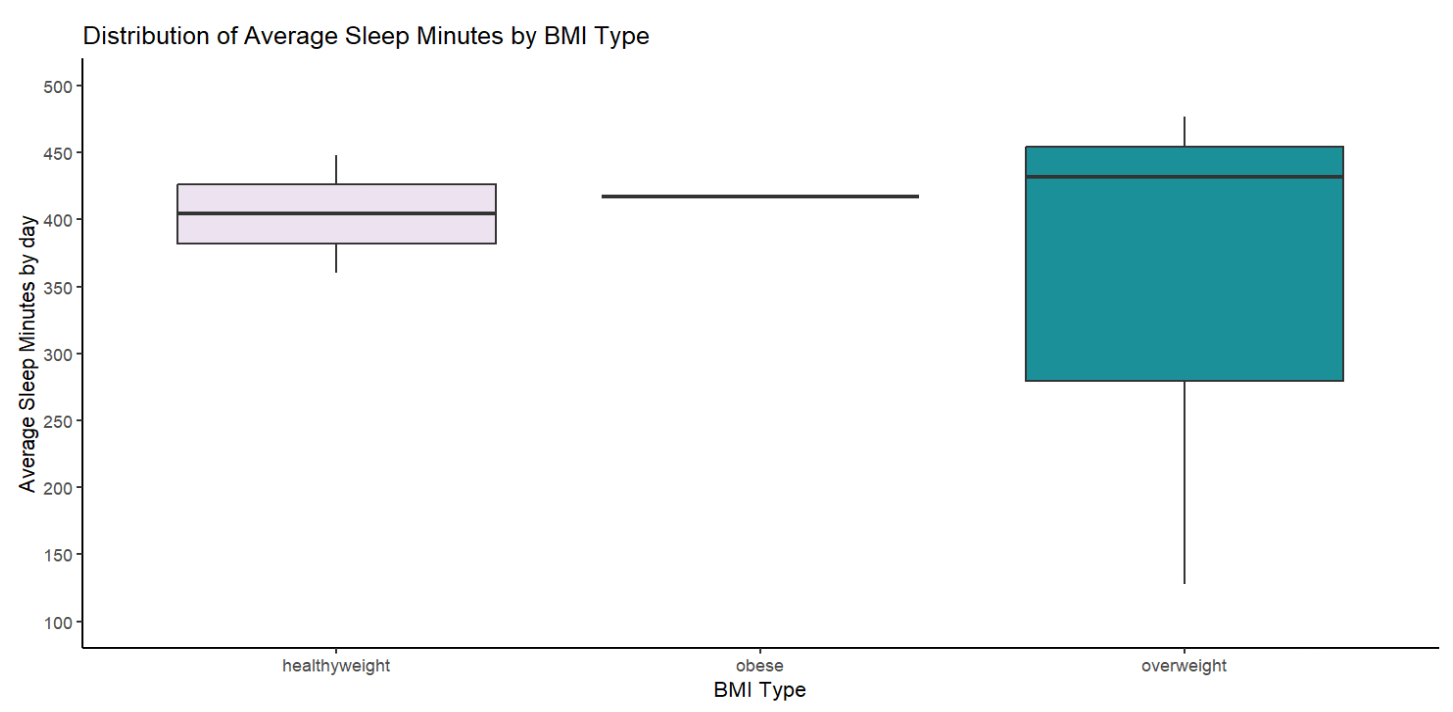 Distribution of Average Sleep Minutes by BMI Type
Average Sleep Minutes by day
500
450
400
350
300
250
200
150
100
healthyweight
obese
overweight
BMI Type